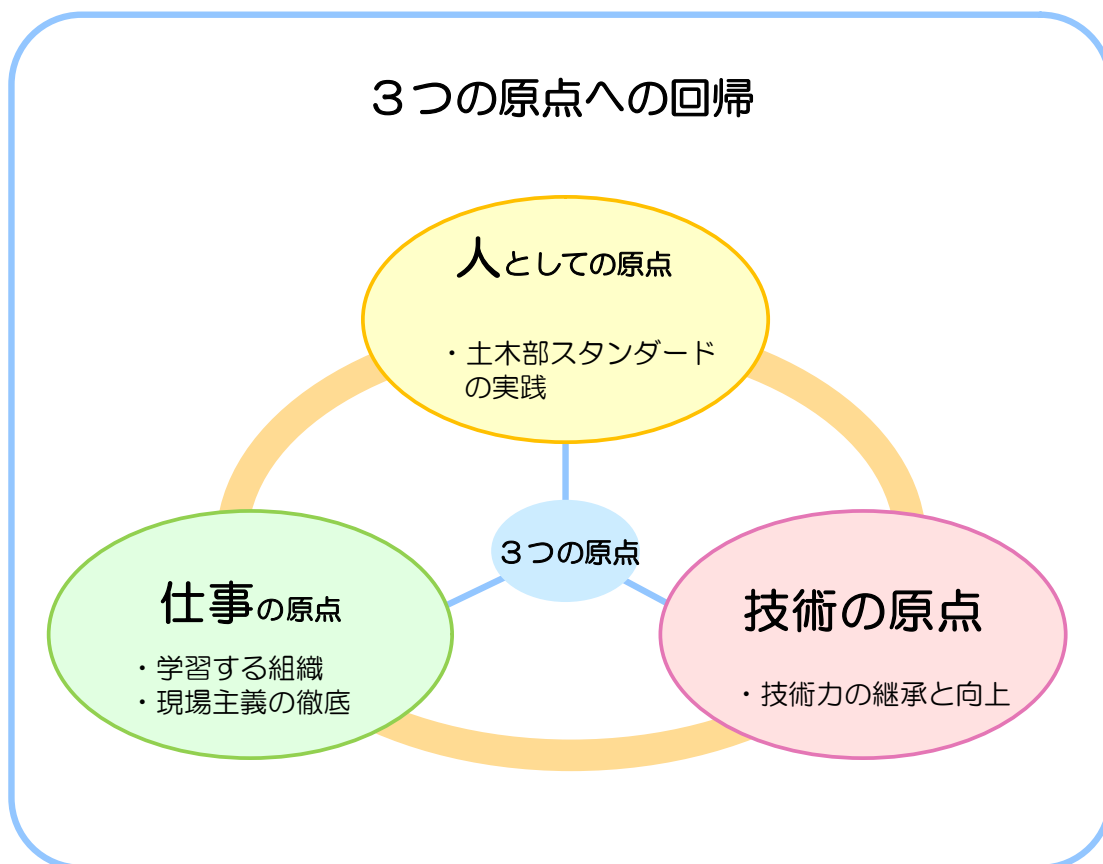 ３つの原点への回帰
人としての原点
・土木部スタンダード
の実践
３つの原点
仕事の原点
・学習する組織
・現場主義の徹底
技術の原点
・技術力の継承と向上